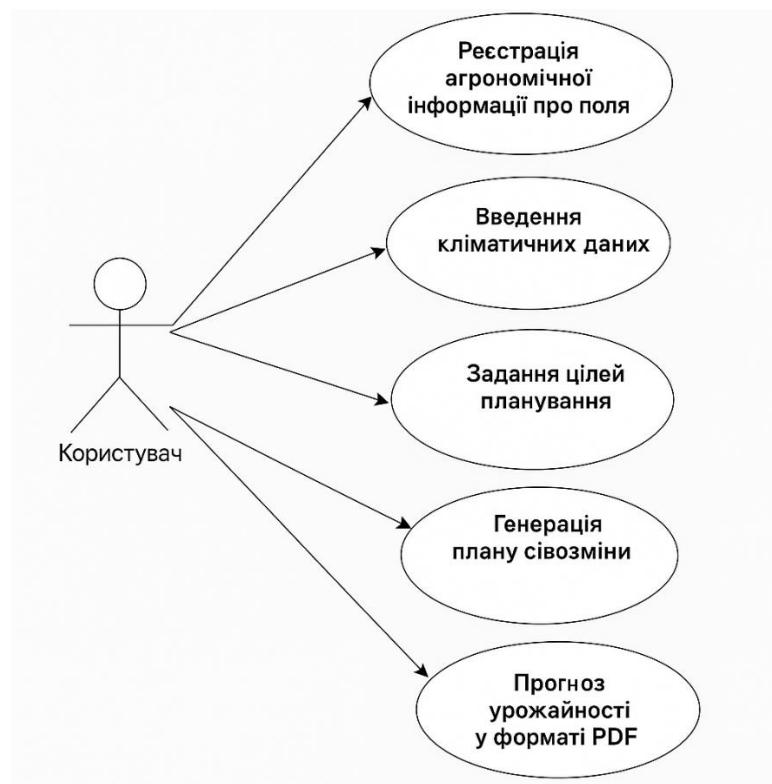 Реєстрація
агрономічної
інформації про поля
Введення
кліматичних даних
Задання цілей
планування
Користувач
Генерація
плану сівозміни
Прогноз
урожайності
у форматі PDF